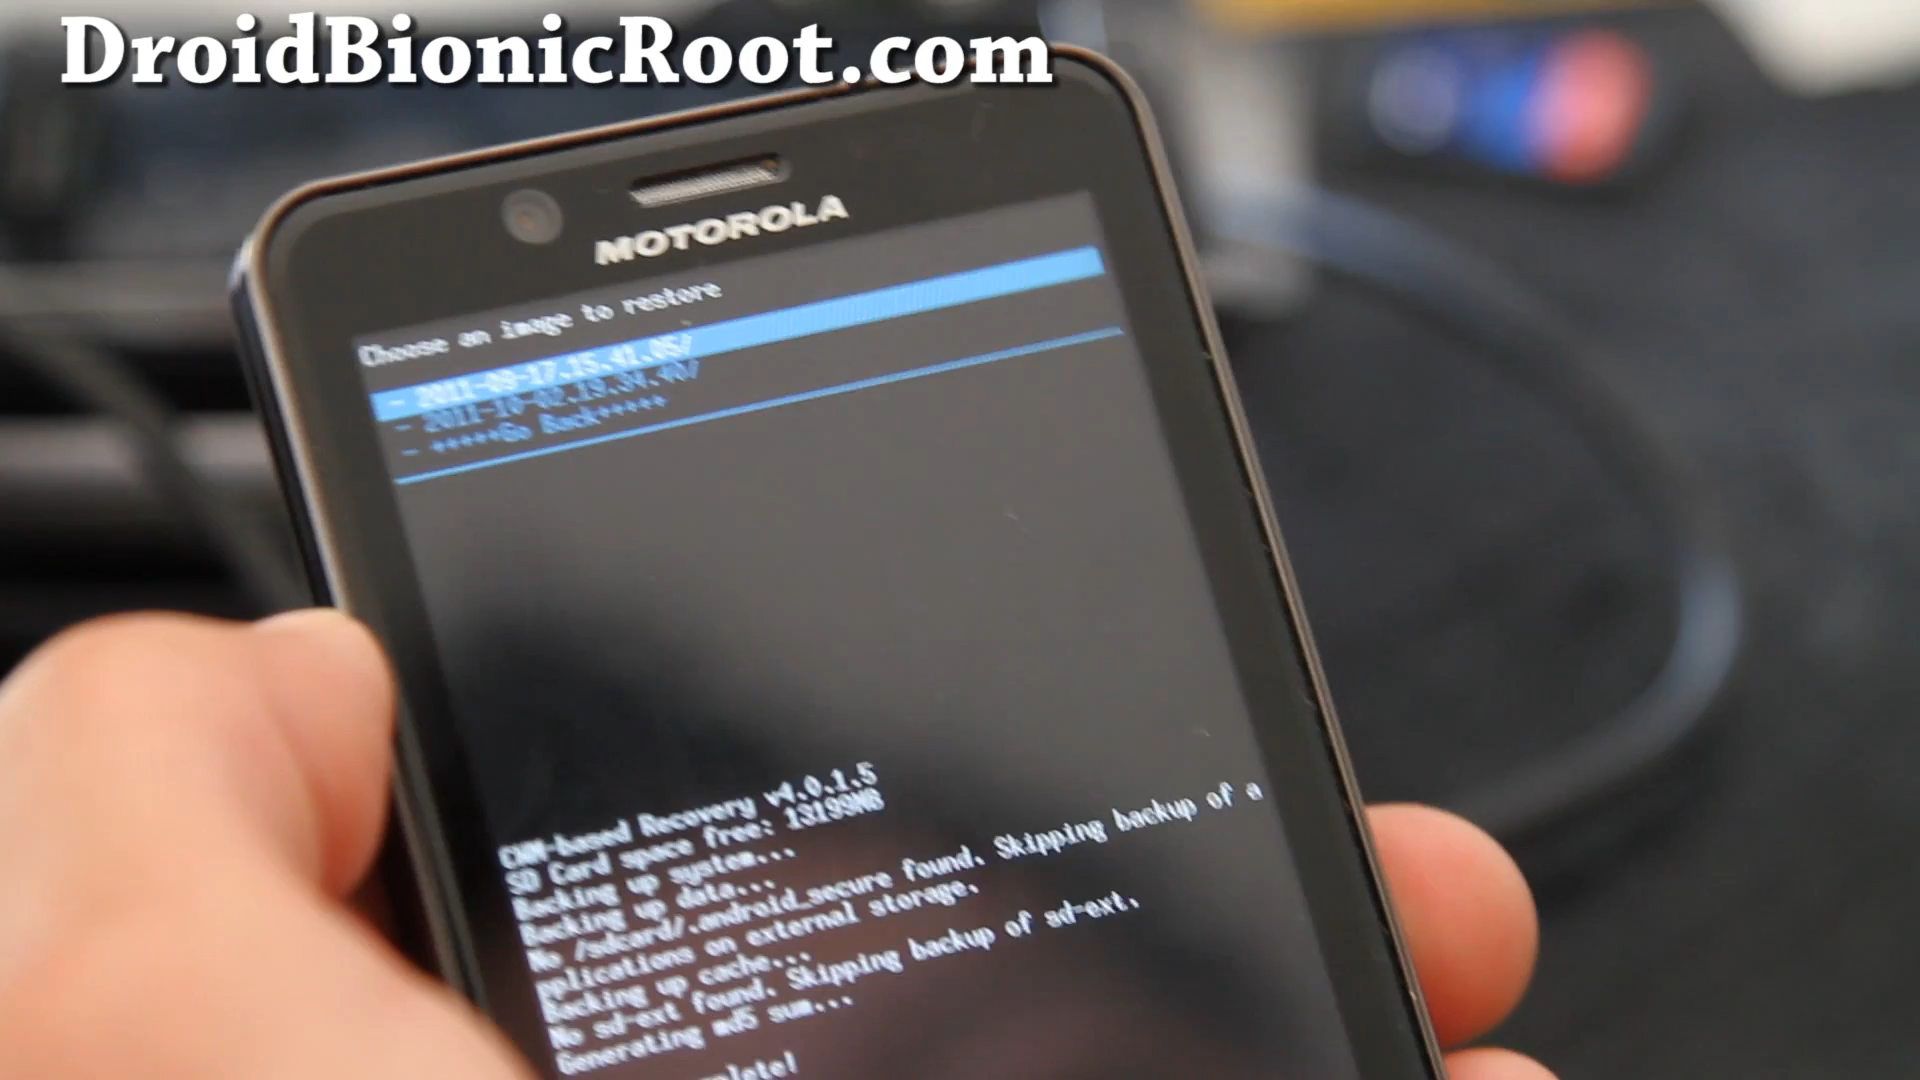 DroidBionicRoot.com
MOTOROLA
Choose an image to restore
- 2011-09-17.15.41.05/
- 2011-10-02.19.34.40/
- +++++Go Back+++++
CWM-based Recovery v4.0.1.5
SD Card space free: 13199MB
Backing up system...
Backing up data...
No /sdcard/.android_secure found. Skipping backup of a
pplications on external storage.
Backing up cache...
No sd-ext found. Skipping backup of sd-ext.
Generating md5 sum...